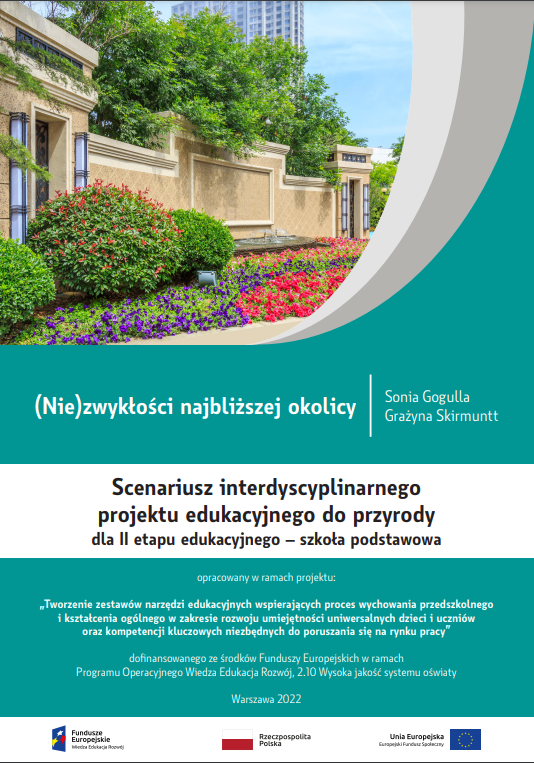 (Nie)zwykłości najbliższej okolicy
Sonia Gogulla
Grażyna Skirmuntt
Scenariusz interdyscyplinarnego
projektu edukacyjnego do przyrody
dla II etapu edukacyjnego – szkoła podstawowa
opracowany w ramach projektu:
„Tworzenie zestawów narzędzi edukacyjnych wspierających proces wychowania przedszkolnego
i kształcenia ogólnego w zakresie rozwoju umiejętności uniwersalnych dzieci i uczniów
oraz kompetencji kluczowych niezbędnych do poruszania się na rynku pracy”
dofinansowanego ze środków Funduszy Europejskich w ramach
Programu Operacyjnego Wiedza Edukacja Rozwój, 2.10 Wysoka jakość systemu oświaty
Warszawa 2022
Fundusze
Europejskie
Wiedza Edukacja Rozwój
Rzeczpospolita
Polska
Unia Europejska
Europejski Fundusz Społeczny